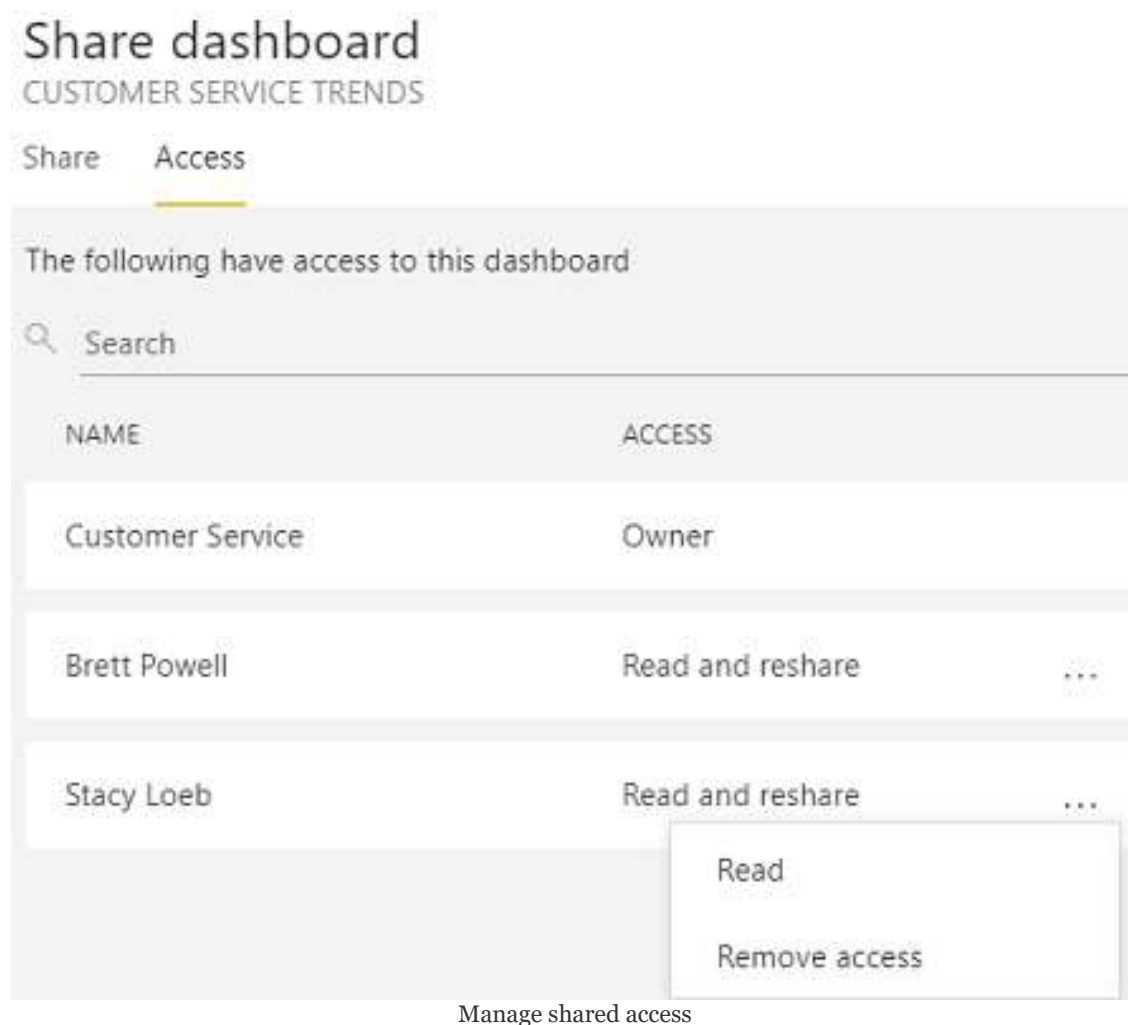 Share dashboard
CUSTOMER SERVICE TRENDS
Share Access
The following have access to this dashboard
Search
NAME ACCESS
Customer Service Owner
Brett Powell Read and reshare ...
Stacy Loeb Read and reshare ...
Read
Remove access
Manage shared access